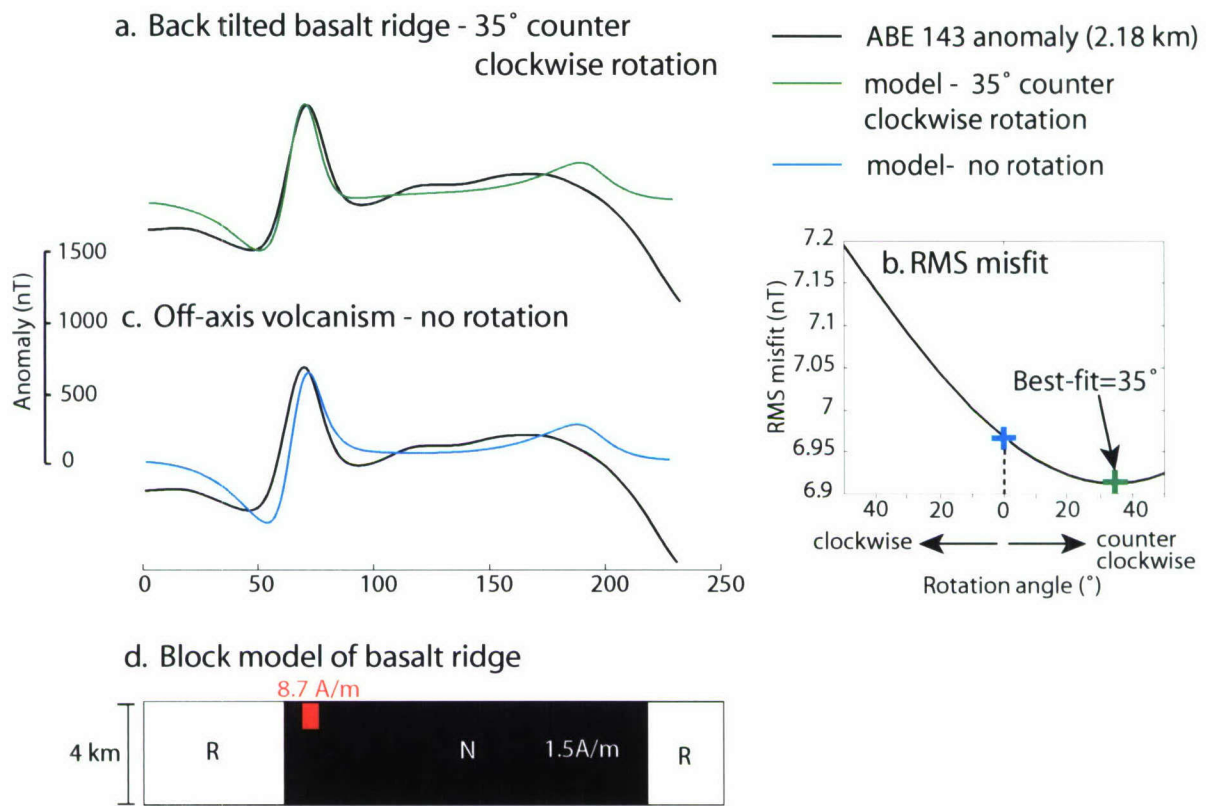 a. Back tilted basalt ridge - 35° counter
clockwise rotation
ABE 143 anomaly (2.18 km)
model - 35° counter
clockwise rotation
model- no rotation
Anomaly (nT)
1500
1000
500
0
c. Off-axis volcanism - no rotation
0 50 100 150 200 250
b. RMS misfit
RMS misfit (nT)
7.2
7.15
7.1
7.05
7
6.95
6.9
Best-fit=35°
40 20 0 20 40
clockwise
counter
clockwise
Rotation angle (°)
d. Block model of basalt ridge
8.7 A/m
4 km
R
N
1.5A/m
R